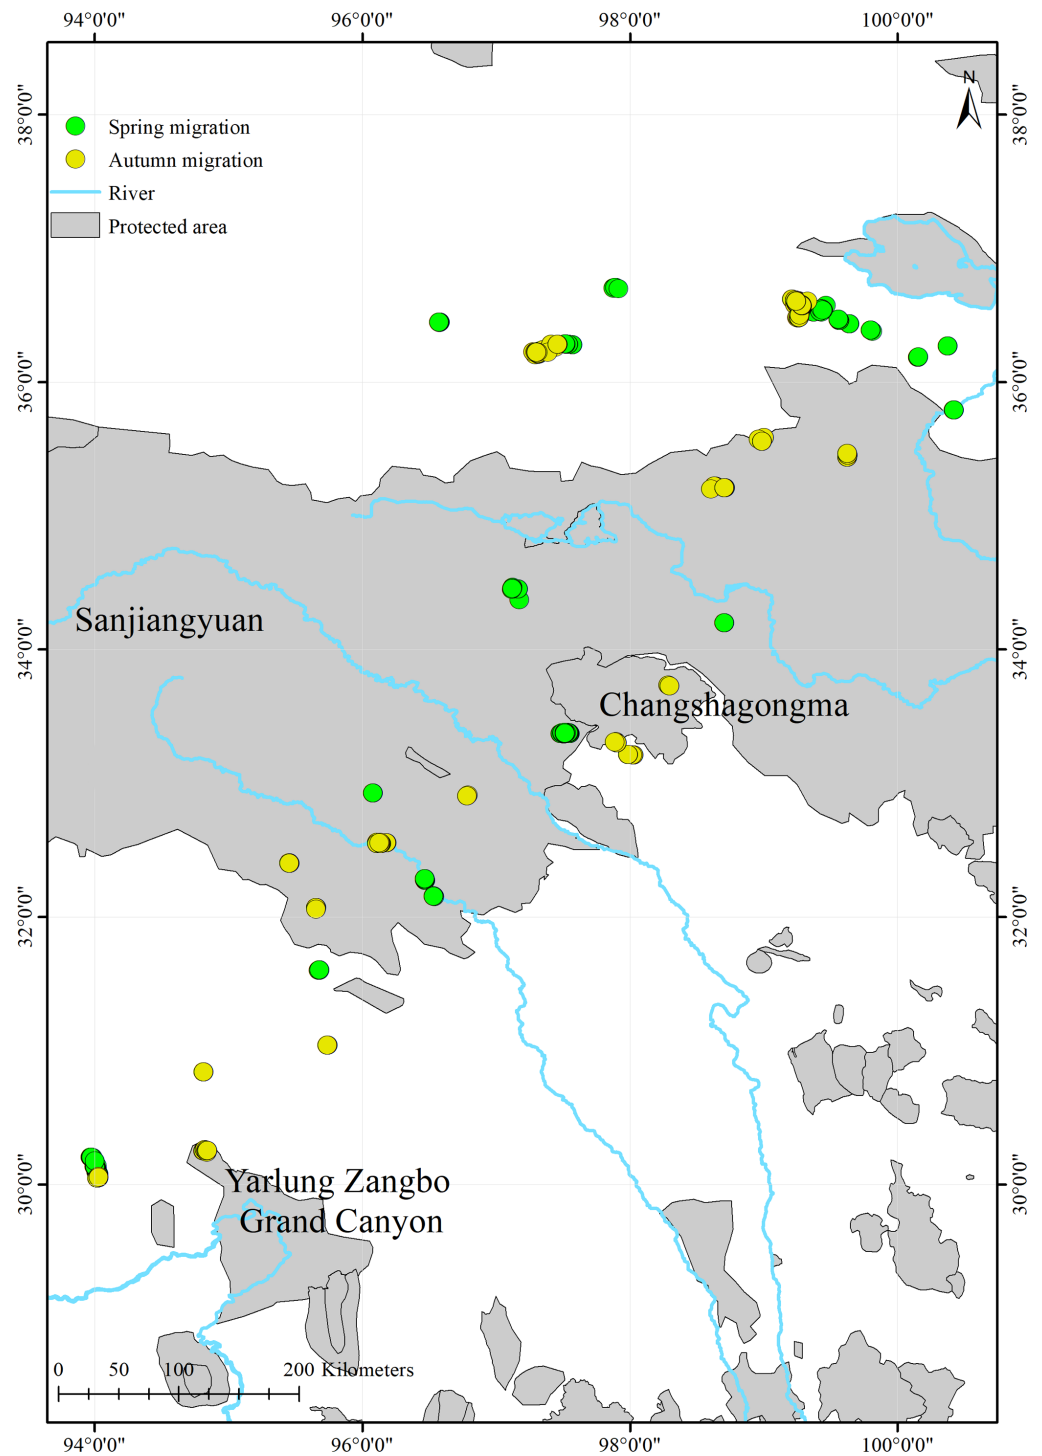 94°0'0" 96°0'0" 98°0'0" 100°0'0"
N
38°0'0" 38°0'0"
Spring migration
Autumn migration
River
Protected area
36°0'0" 36°0'0"
Sanjiangyuan
34°0'0" 34°0'0"
Changshagongma
32°0'0" 32°0'0"
30°0'0" 30°0'0"
Yarlung Zangbo
Grand Canyon
0 50 100 200 Kilometers
94°0'0" 96°0'0" 98°0'0" 100°0'0"